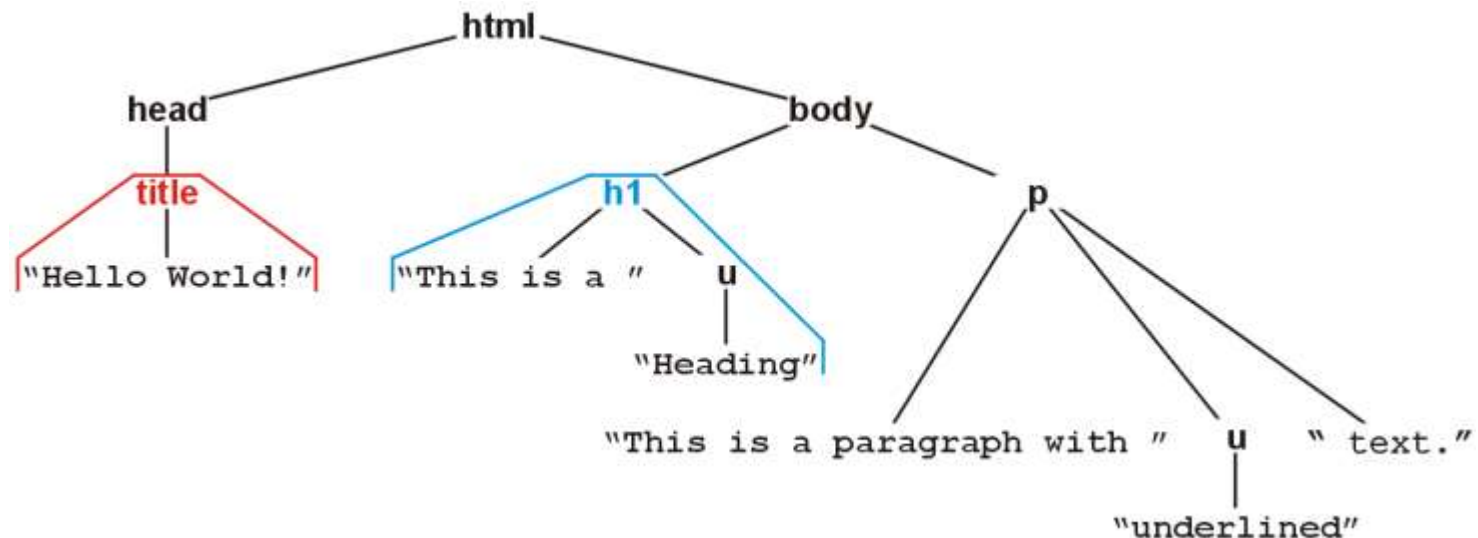 html
head body
title h1 p
“Hello World!” “This is a ” u
“Heading”
“This is a paragraph with ” u “ text.”
“underlined”